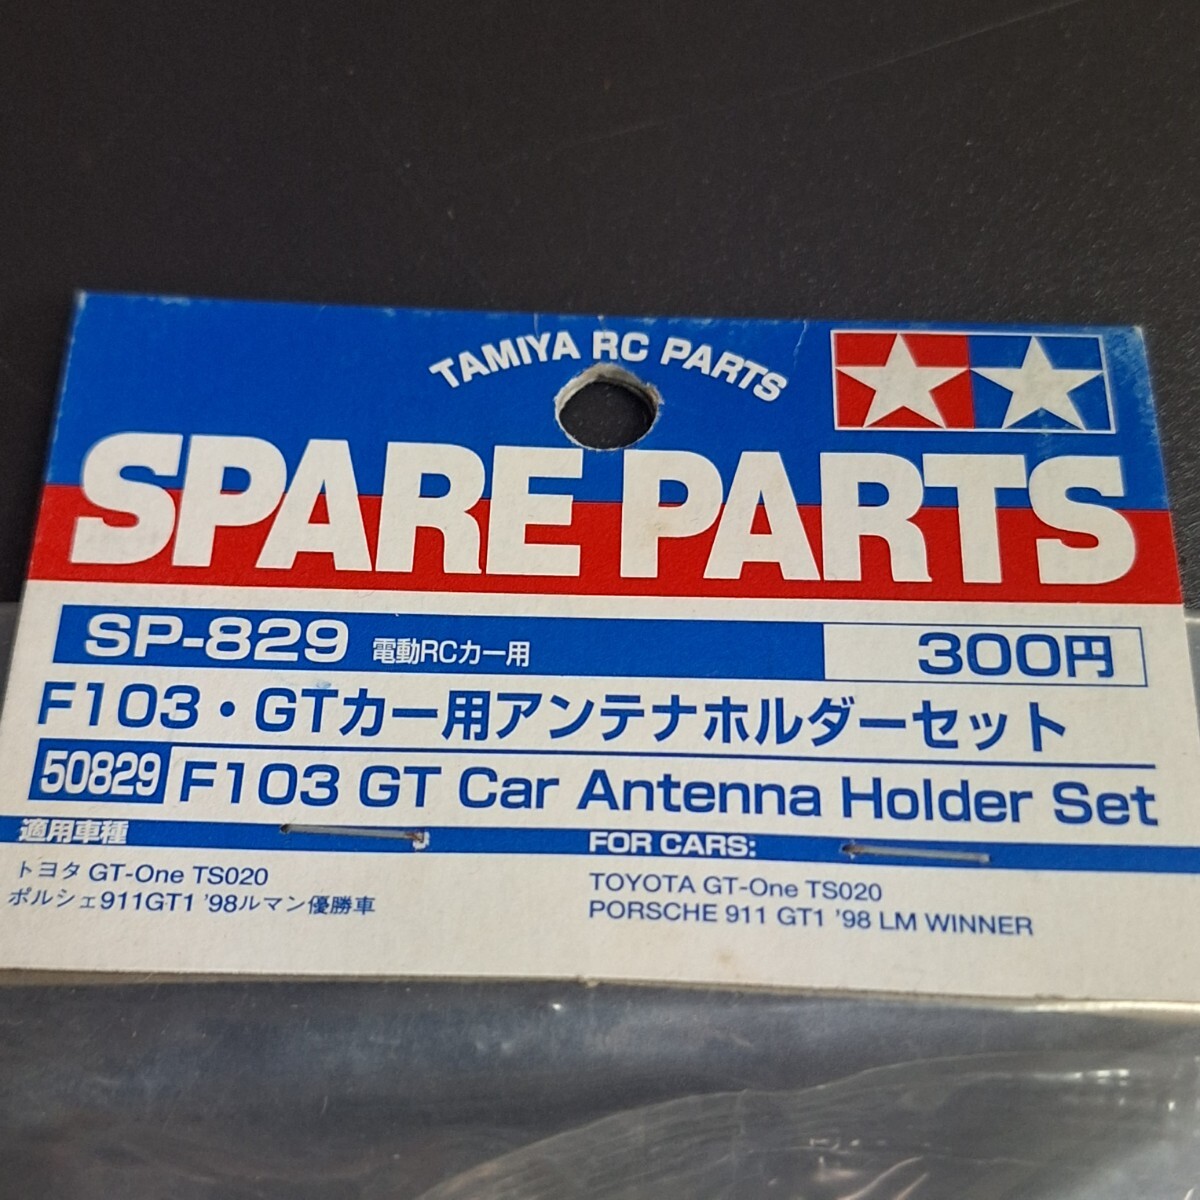 TAMIYA RC PARTS
SPARE PARTS
SP-829 電動RCカー用 300円
F103・GTカー用アンテナホルダーセット
50829 F103 GT Car Antenna Holder Set
適用車種
トヨタ GT-One TS020
ポルシェ911GT1 '98ルマン優勝車
FOR CARS:
TOYOTA GT-One TS020
PORSCHE 911 GT1 '98 LM WINNER